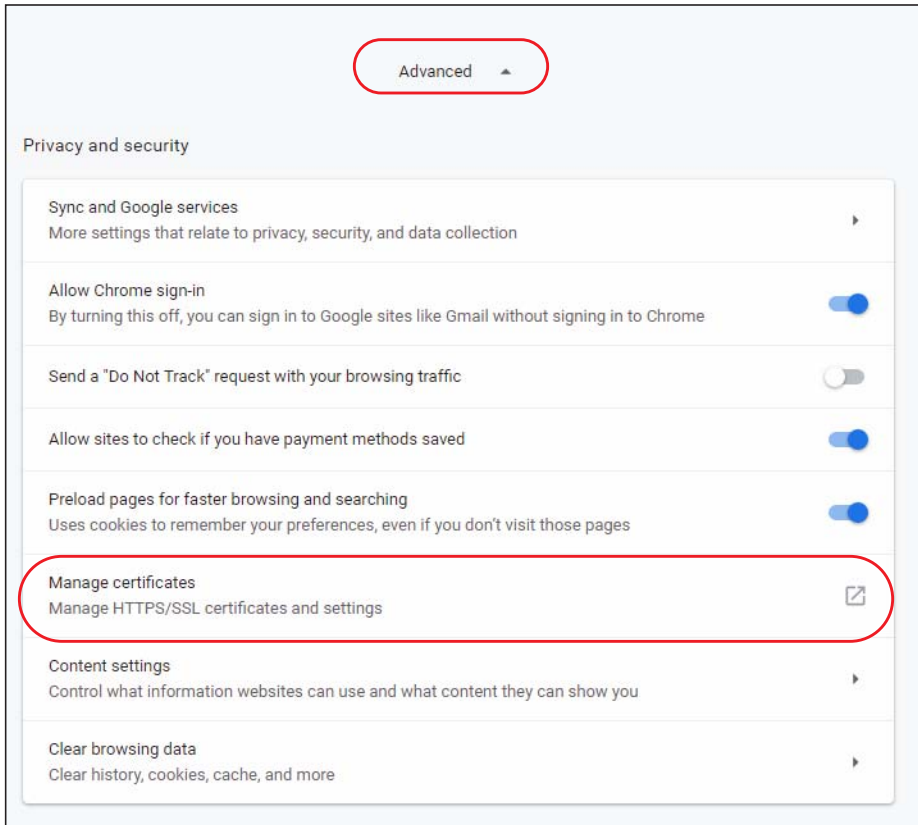 Advanced
Privacy and security
Sync and Google services
More settings that relate to privacy, security, and data collection
Allow Chrome sign-in
By turning this off, you can sign in to Google sites like Gmail without signing in to Chrome
Send a "Do Not Track" request with your browsing traffic
Allow sites to check if you have payment methods saved
Preload pages for faster browsing and searching
Uses cookies to remember your preferences, even if you don't visit those pages
Manage certificates
Manage HTTPS/SSL certificates and settings
Content settings
Control what information websites can use and what content they can show you
Clear browsing data
Clear history, cookies, cache, and more